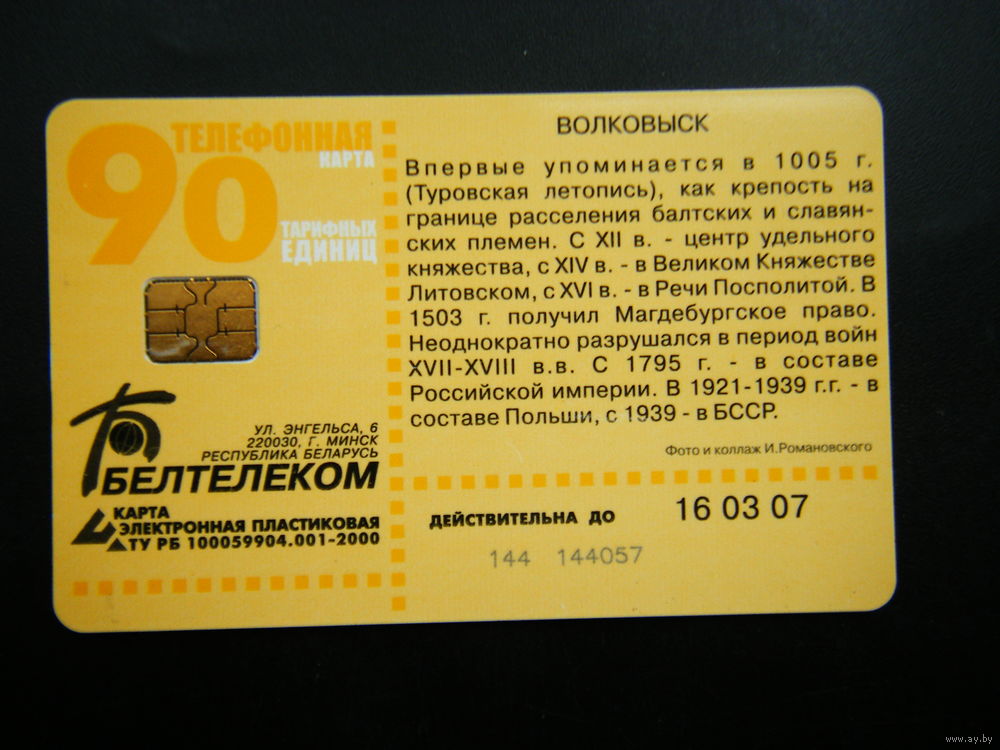 90
ТЕЛЕФОННАЯ
КАРТА
ТАРИФНЫХ
ЕДИНИЦ
БЕЛТЕЛЕКОМ
УЛ. ЭНГЕЛЬСА, 6
220030, Г. МИНСК
РЕСПУБЛИКА БЕЛАРУСЬ
КАРТА
ЭЛЕКТРОННАЯ ПЛАСТИКОВАЯ
ТУ РБ 100059904.001-2000
ВОЛКОВЫСК
Впервые упоминается в 1005 г.
(Туровская летопись), как крепость на
границе расселения балтских и славян-
ских племен. С XII в. - центр удельного
княжества, с XIV в. - в Великом Княжестве
Литовском, с XVI в. - в Речи Посполитой. В
1503 г. получил Магдебургское право.
Неоднократно разрушался в период войн
XVII-XVIII в.в. С 1795 г. - в составе
Российской империи. В 1921-1939 г.г. - в
составе Польши, с 1939 - в БССР.
Фото и коллаж И.Романовского
ДЕЙСТВИТЕЛЬНА ДО 16 03 07
144 144057
www.ay.by